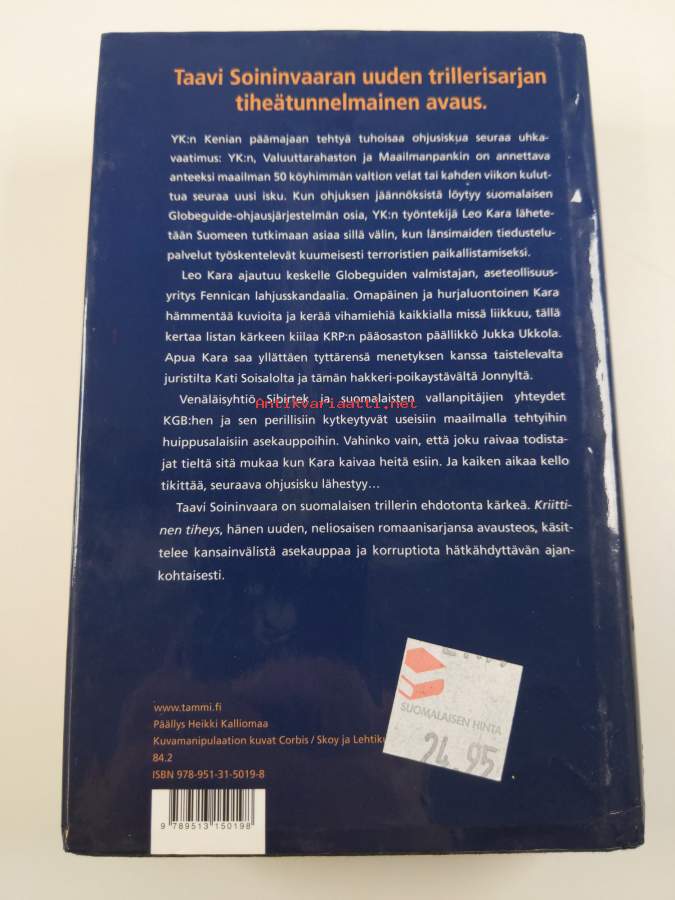 Taavi Soininvaaran uuden trillerisarjan
tiheätunnelmainen avaus.
YK:n Kenian päämajaan tehtyä tuhoisaa ohjusiskua seuraa uhka-
vaatimus: YK:n, Valuuttarahaston ja Maailmanpankin on annettava
anteeksi maailman 50 köyhimmän valtion velat tai kahden viikon kulut-
tua seuraa uusi isku. Kun ohjuksen jäännöksistä löytyy suomalaisen
Globeguide-ohjausjärjestelmän osia, YK:n työntekijä Leo Kara lähete-
tään Suomeen tutkimaan asiaa sillä välin, kun länsimaiden tiedustelu-
palvelut työskentelevät kuumeisesti terroristien paikallistamiseksi.
Leo Kara ajautuu keskelle Globeguiden valmistajan, aseteollisuus-
yritys Fennican lahjusskandaalia. Omapäinen ja hurjaluontoinen Kara
hämmentää kuvioita ja kerää vihamiehiä kaikkialla missä liikkuu, tällä
kertaa listan kärkeen kiilaa KRP:n pääosaston päällikkö Jukka Ukkola.
Apua Kara saa yllättäen tyttärensä menetyksen kanssa taistelevalta
juristilta Kati Soisalolta ja tämän hakkeri-poikaystävältä Jonnyltä.
Venäläisyhtiö Sibirtek ja suomalaisten vallanpitäjien yhteydet
Antikvariaatti.net
KGB:hen ja sen perillisiin kytkeytyvät useisiin maailmalla tehtyihin
huippusalaisiin asekauppoihin. Vahinko vain, että joku raivaa todista-
jat tieltä sitä mukaa kun Kara kaivaa heitä esiin. Ja kaiken aikaa kello
tikittää, seuraava ohjusisku lähestyy...
Taavi Soininvaara on suomalaisen trillerin ehdotonta kärkeä. Kriitti-
nen tiheys, hänen uuden, neliosaisen romaanisarjansa avausteos, käsit-
telee kansainvälistä asekauppaa ja korruptiota hätkähdyttävän ajan-
kohtaisesti.
www.tammi.fi
Päällys Heikki Kalliomaa
Kuvamanipulaation kuvat Corbis / Skoy ja Lehtiku
84.2
ISBN 978-951-31-5019-8
9 789513 150198
SUOMALAISEN HINTA
24 95